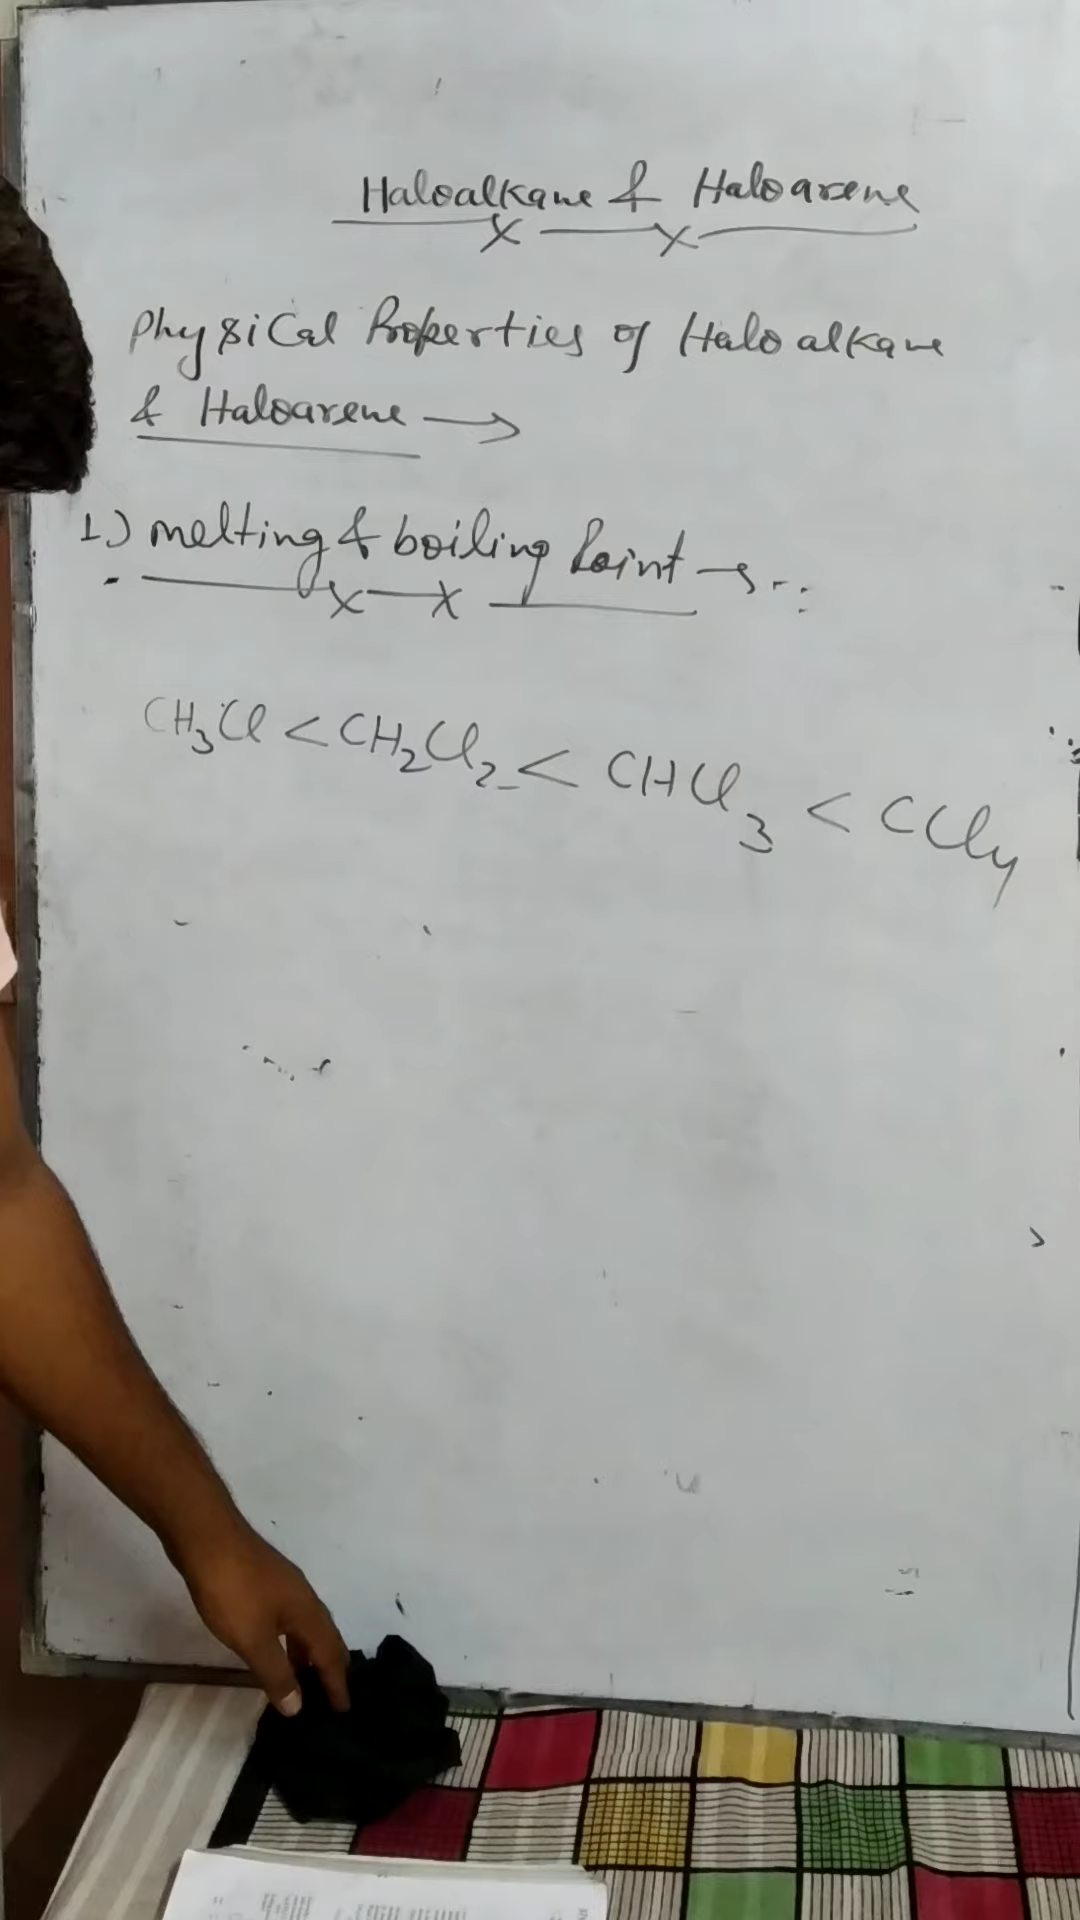 Haloalkane & Haloarene
Physical Properties of Haloalkane
& Haloarene →
1.) melting & boiling Point →
CH₃Cl < CH₂Cl₂ < CHCl₃ < CCl₄